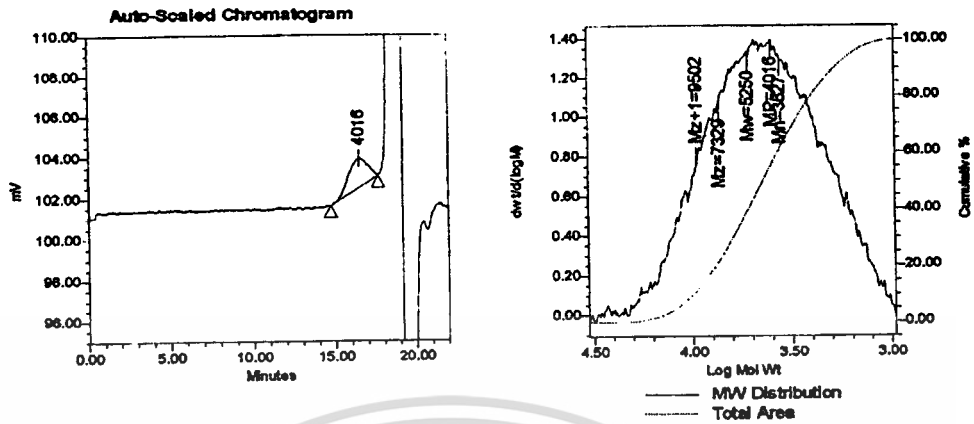 Auto-Scaled Chromatogram
110.00
108.00
106.00
104.00
102.00
100.00
98.00
96.00
mV
4016
0.00 5.00 10.00 15.00 20.00
Minutes
1.40
1.20
1.00
0.80
0.60
0.40
0.20
0.00
dwt/d(logM)
Mz+1=9502
Mz=7329
Mw=5250
MP=4016
Mn=3627
100.00
80.00
60.00
40.00
20.00
0.00
Cumulative %
4.50 4.00 3.50 3.00
Log Mol Wt
MW Distribution
Total Area